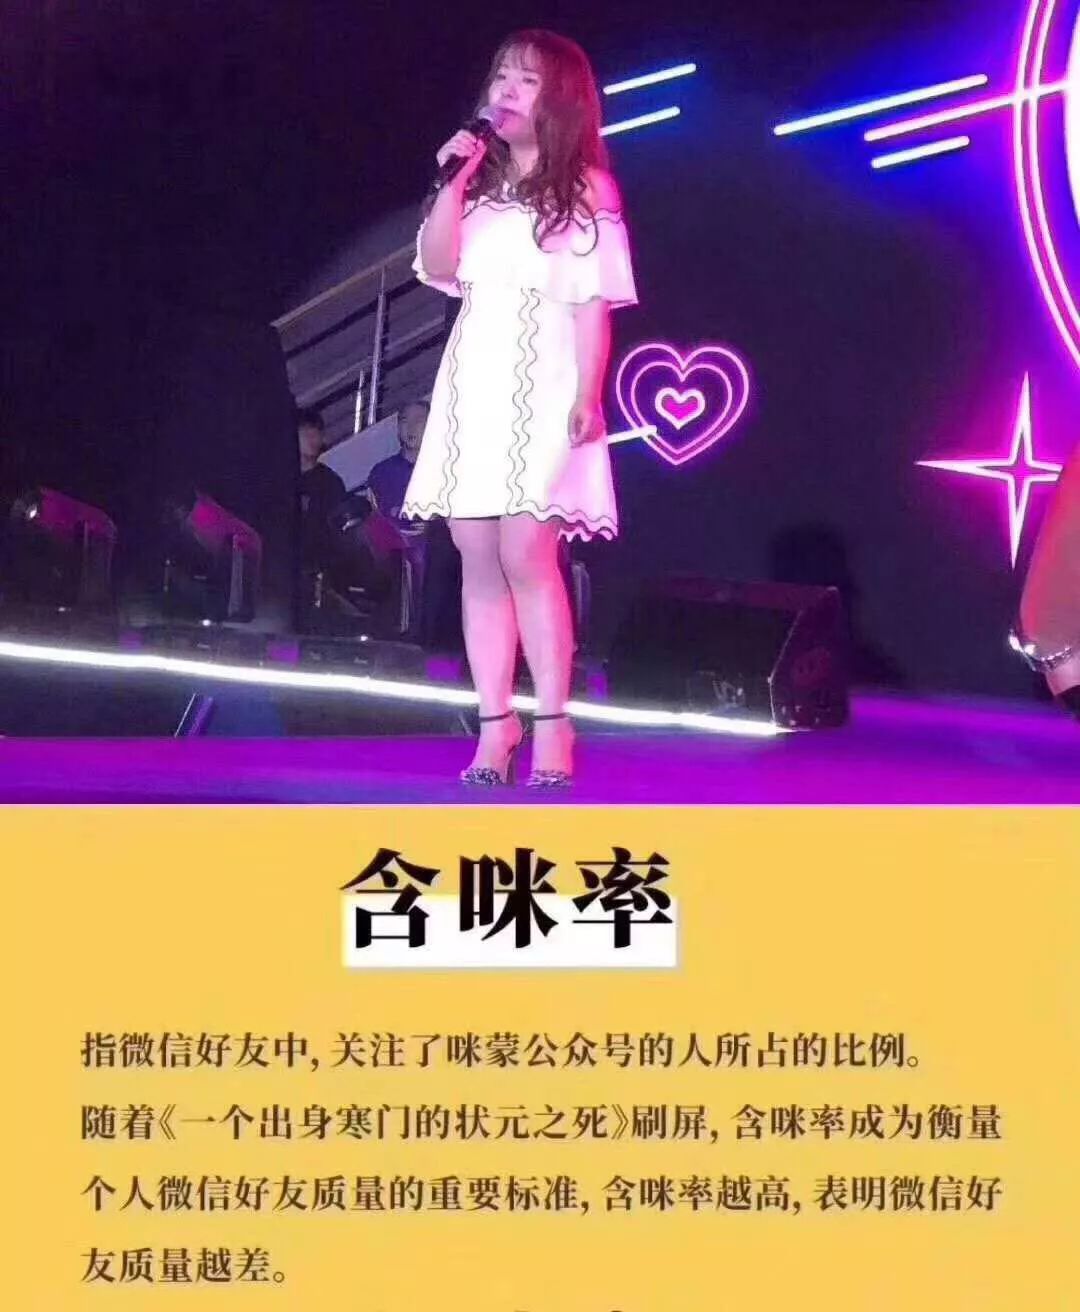 含咪率
指微信好友中, 关注了咪蒙公众号的人所占的比例。
随着《一个出身寒门的状元之死》刷屏, 含咪率成为衡量
个人微信好友质量的重要标准, 含咪率越高, 表明微信好
友质量越差。